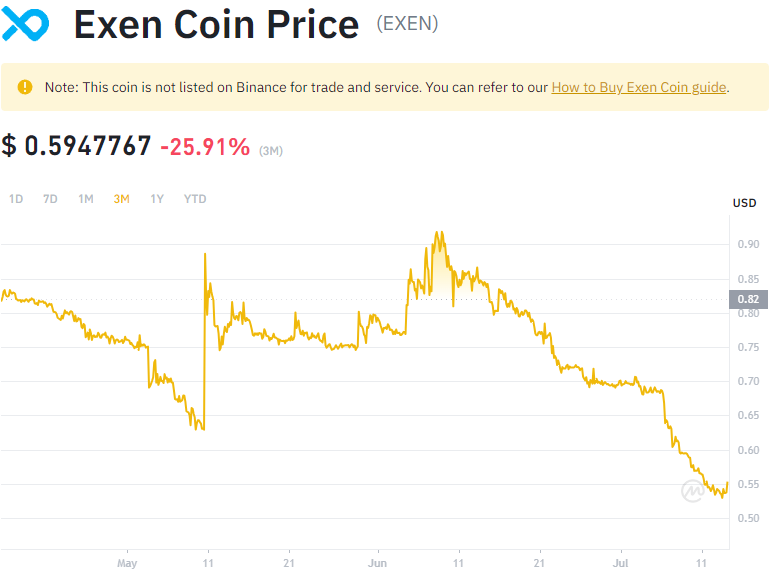 Exen Coin Price (EXEN)
Note: This coin is not listed on Binance for trade and service. You can refer to our How to Buy Exen Coin guide.
$ 0.5947767 -25.91% (3M)
1D 7D 1M 3M 1Y YTD
USD
0.90
0.85
0.82
0.80
0.75
0.70
0.65
0.60
0.55
0.50
May 11 21 Jun 11 21 Jul 11